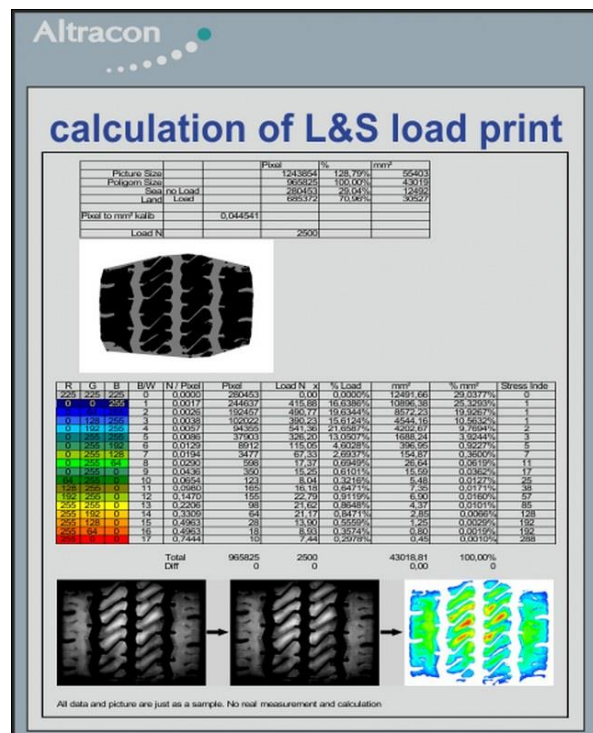 Altracon
calculation of L&S load print
Pixel % mm²
Picture Size 1243854 128,79% 55403
Poligorn Size 965825 100,00% 43019
Sea no Load 280453 29,04% 12492
Land Load 685372 70,96% 30527
Pixel to mm² kalib 0,044541
Load N 2500
R G B B/W N / Pixel Pixel Load N x % Load mm² % mm² Stress Inde
225 225 225 0 0,0000 280453 0,00 0,0000% 12491,66 29,0377% 0
0 0 255 1 0,0017 244637 415,88 16,6386% 10896,38 25,3293% 1
0 255 2 0,0026 192457 490,77 19,6344% 8572,23 19,9267% 1
0 128 255 3 0,0038 102022 390,23 15,6124% 4544,16 10,5632% 1
0 192 255 4 0,0057 94355 541,36 21,6587% 4202,67 9,7694% 2
0 255 255 5 0,0086 37903 326,20 13,0507% 1688,24 3,9244% 3
0 255 192 6 0,0129 8912 115,05 4,6028% 396,95 0,9227% 5
0 255 128 7 0,0194 3477 67,33 2,6937% 154,87 0,3600% 7
0 255 64 8 0,0290 598 17,37 0,6949% 26,64 0,0619% 11
0 255 0 9 0,0436 350 15,25 0,6101% 15,59 0,0362% 17
64 255 0 10 0,0654 123 8,04 0,3216% 5,48 0,0127% 25
128 255 0 11 0,0980 165 16,18 0,6471% 7,35 0,0171% 38
192 255 0 12 0,1470 155 22,79 0,9119% 6,90 0,0160% 57
255 255 0 13 0,2206 98 21,62 0,8648% 4,37 0,0101% 85
255 192 0 14 0,3309 64 21,17 0,8471% 2,85 0,0066% 128
255 128 0 15 0,4963 28 13,90 0,5559% 1,25 0,0029% 192
255 64 0 16 0,4963 18 8,93 0,3574% 0,80 0,0019% 192
255 0 0 17 0,7444 10 7,44 0,2978% 0,45 0,0010% 288
Total 965825 2500 43018,81 100,00%
Diff 0 0 0,00 0
All data and picture are just as a sample. No real measurement and calculation